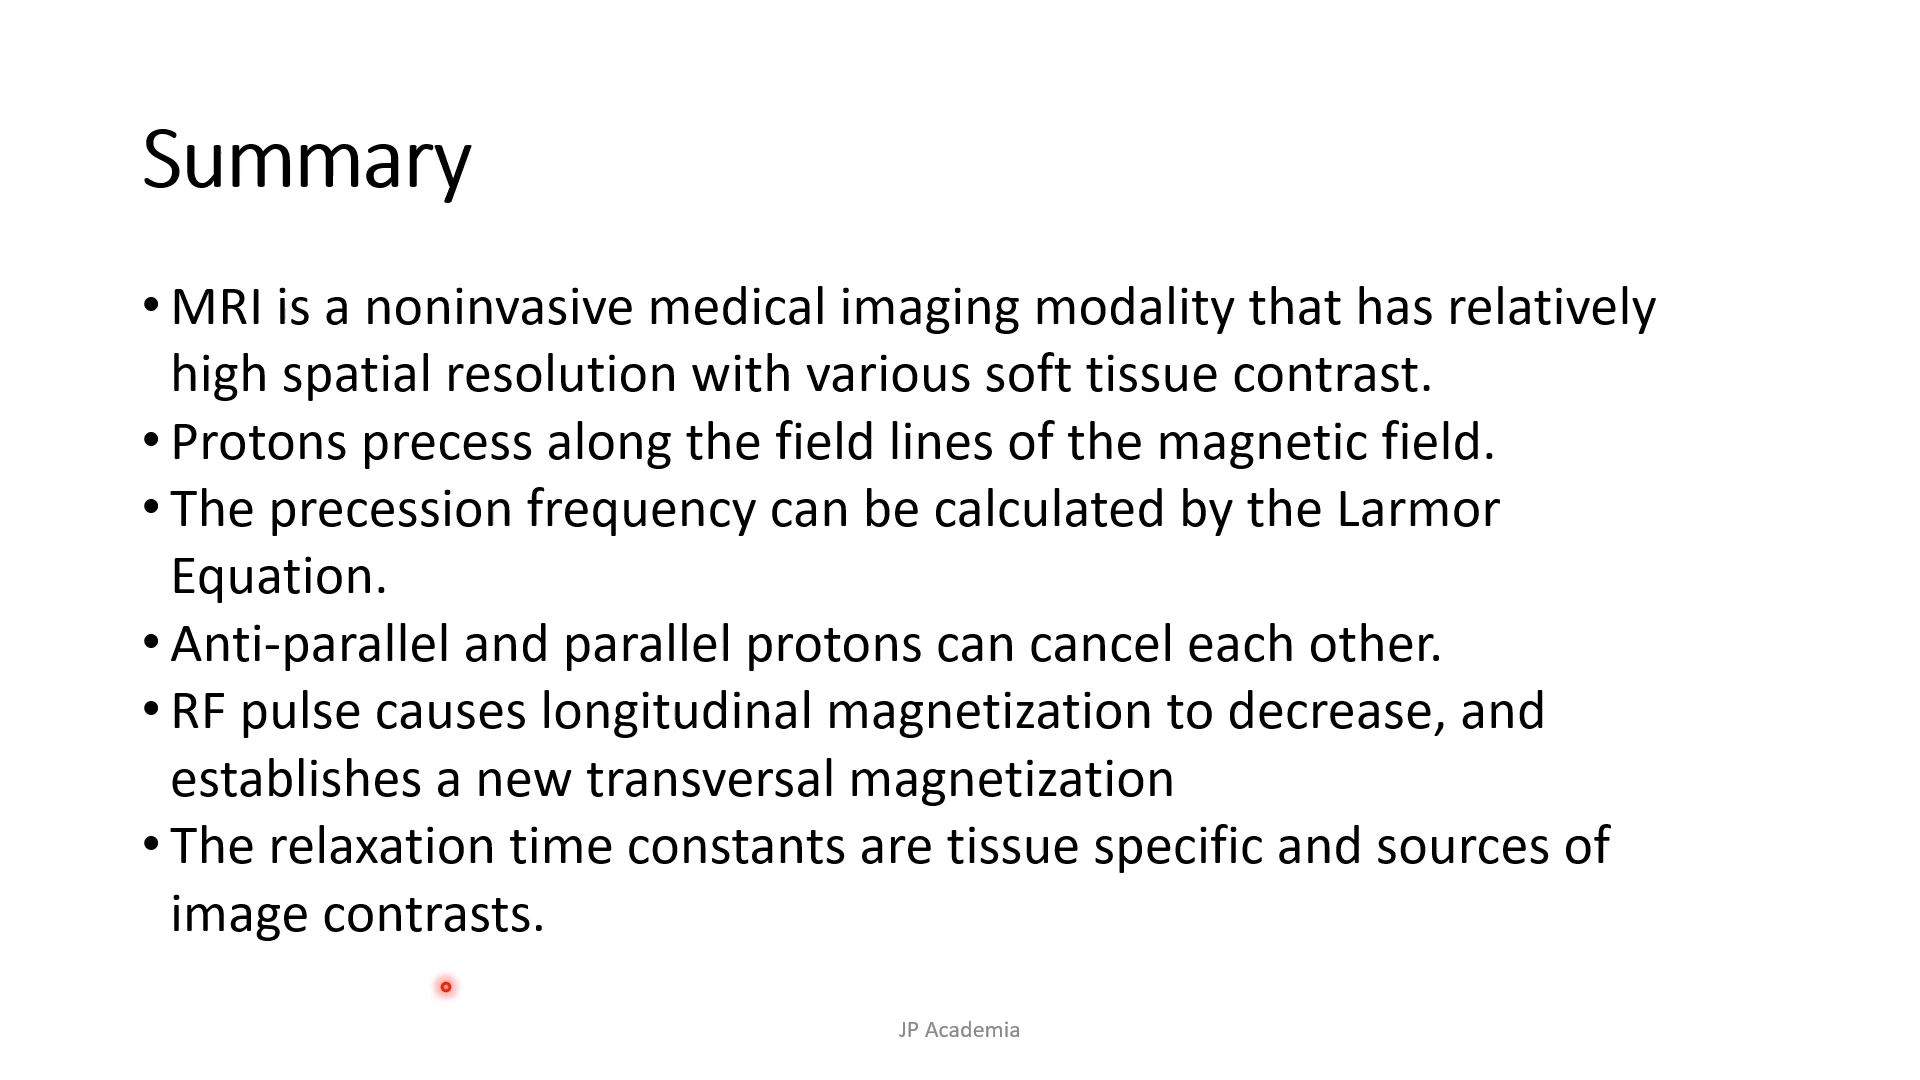 Summary
• MRI is a noninvasive medical imaging modality that has relatively
high spatial resolution with various soft tissue contrast.
• Protons precess along the field lines of the magnetic field.
• The precession frequency can be calculated by the Larmor
Equation.
• Anti-parallel and parallel protons can cancel each other.
• RF pulse causes longitudinal magnetization to decrease, and
establishes a new transversal magnetization
• The relaxation time constants are tissue specific and sources of
image contrasts.
JP Academia